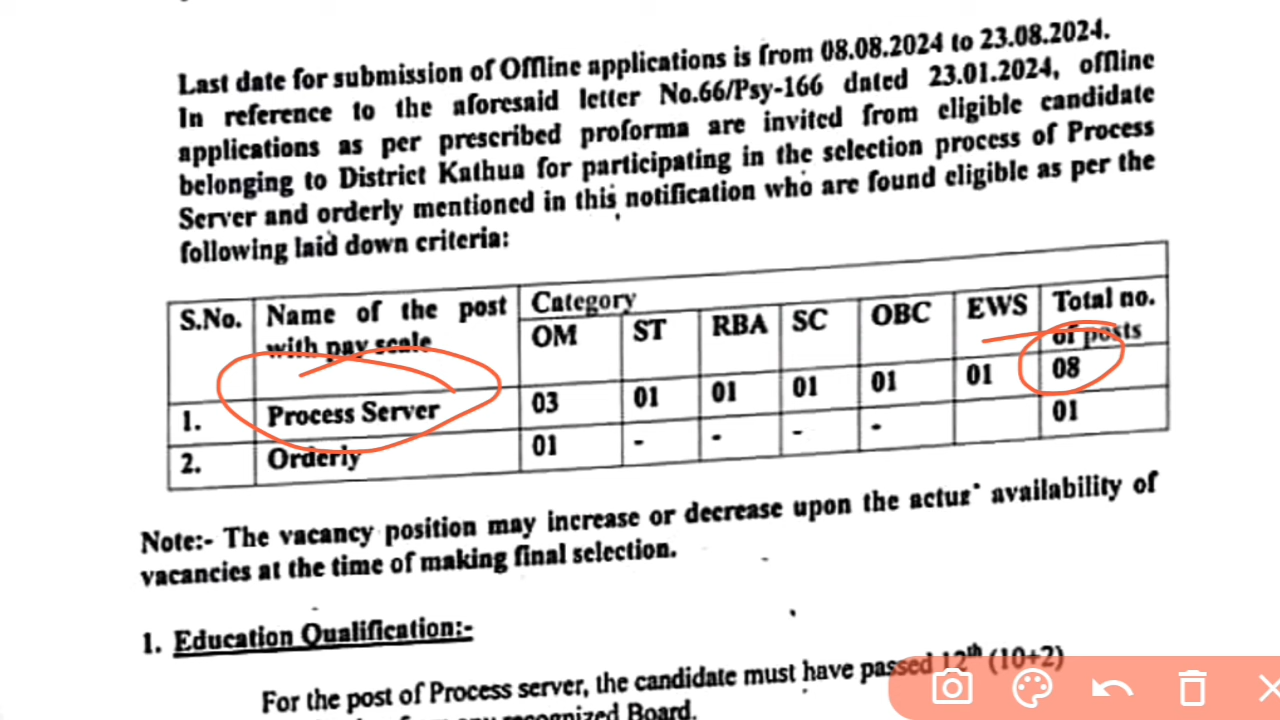 Last date for submission of Offline applications is from 08.08.2024 to 23.08.2024.
In reference to the aforesaid letter No.66/Psy-166 dated 23.01.2024, offline
applications as per prescribed proforma are invited from eligible candidate
belonging to District Kathua for participating in the selection process of Process
Server and orderly mentioned in this notification who are found eligible as per the
following laid down criteria:
S.No. Name of the post with pay scale Category Total no. of posts
OM ST RBA SC OBC EWS
1. Process Server 03 01 01 01 01 01 08
2. Orderly 01 - - - - 01
Note:- The vacancy position may increase or decrease upon the availability of
vacancies at the time of making final selection.
1. Education Qualification:-
For the post of Process server, the candidate must have passed 12th (10+2)
any recognized Board.